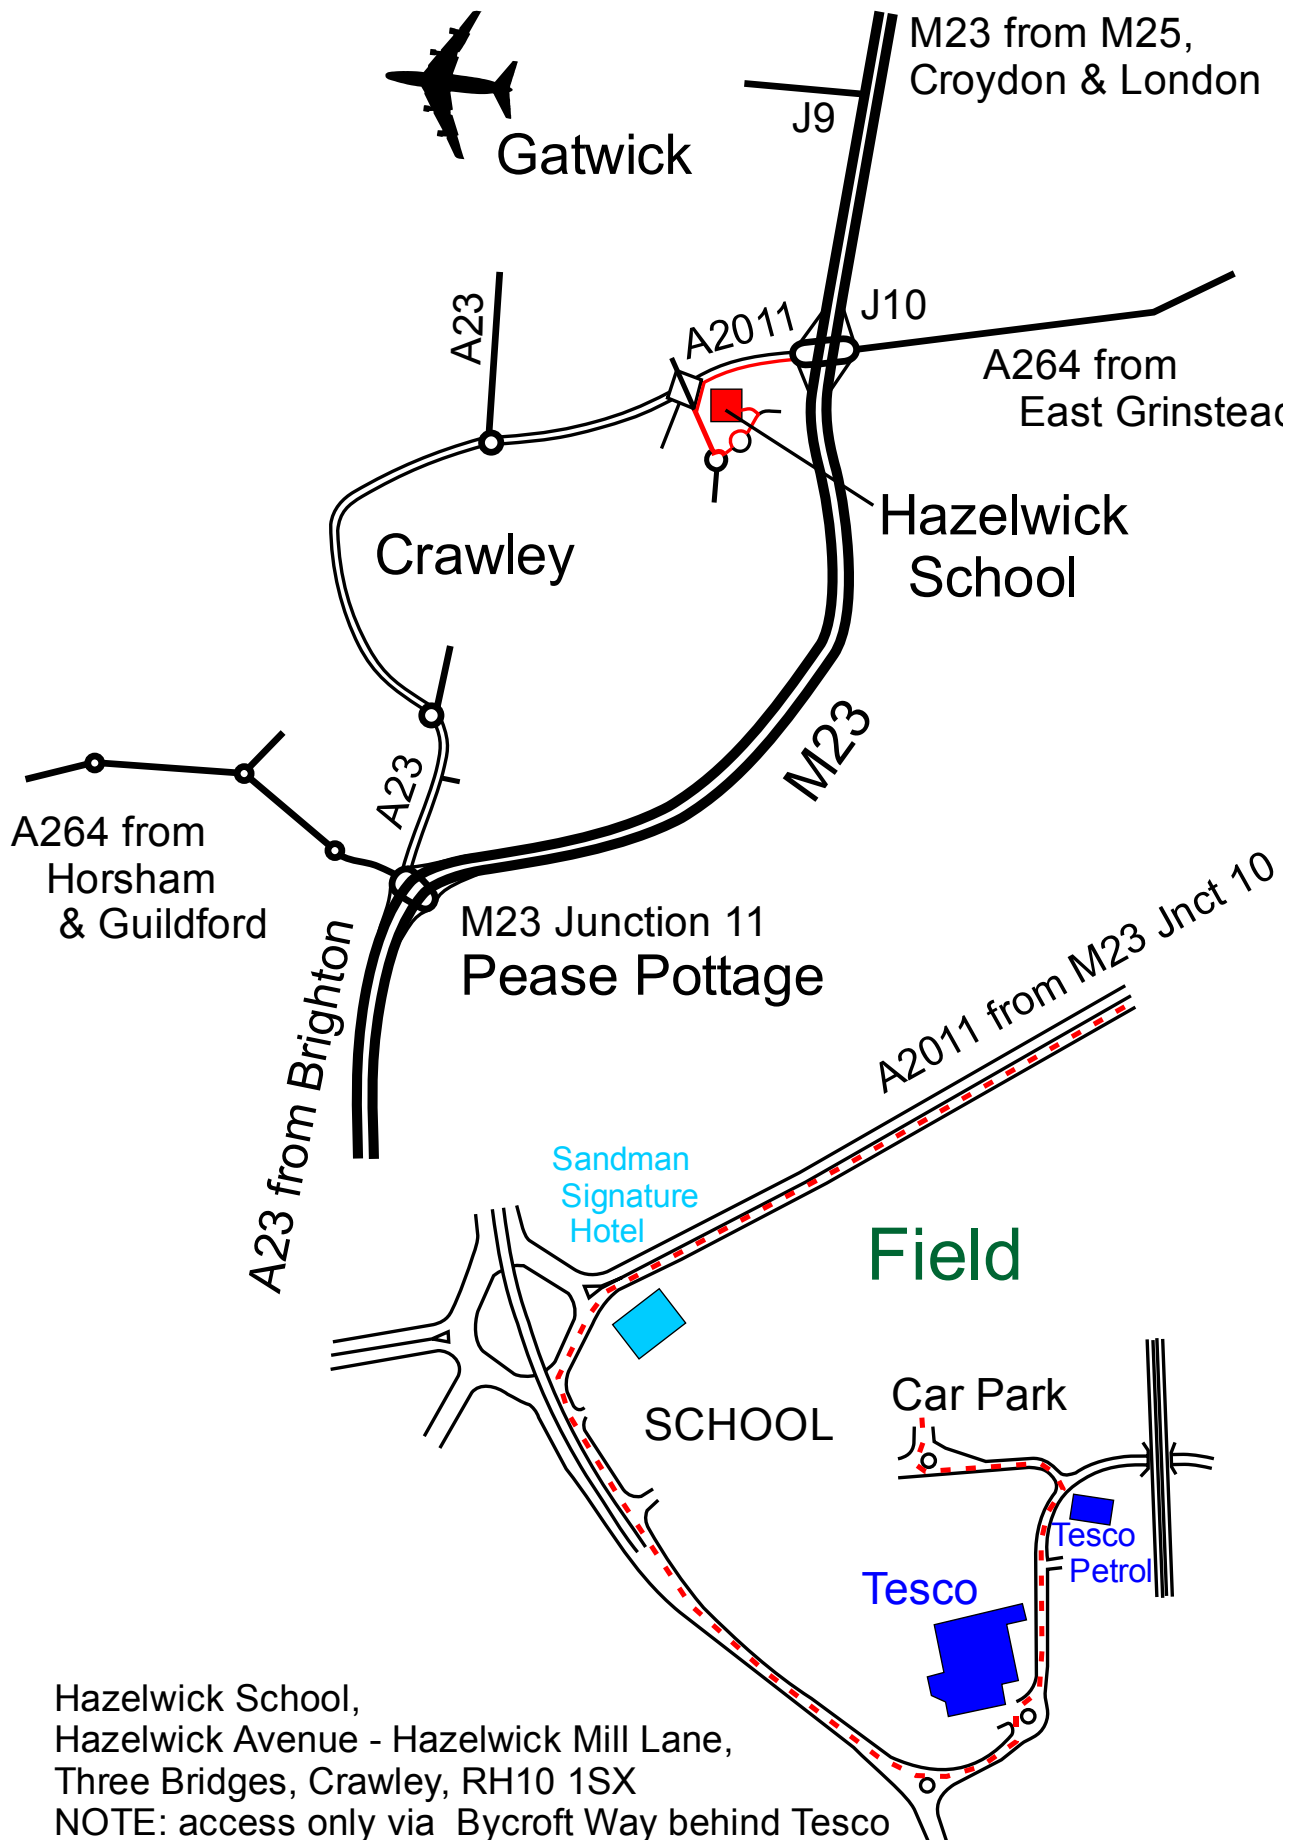 M23 from M25,
Croydon & London
J9
Gatwick
A23
A2011
J10
A264 from
East Grinstead
Hazelwick
School
Crawley
M23
A23
A264 from
Horsham
& Guildford
M23 Junction 11
Pease Pottage
A23 from Brighton
A2011 from M23 Jnct 10
Sandman
Signature
Hotel
Field
Car Park
SCHOOL
Tesco
Petrol
Tesco
Hazelwick School,
Hazelwick Avenue - Hazelwick Mill Lane,
Three Bridges, Crawley, RH10 1SX
NOTE: access only via Bycroft Way behind Tesco